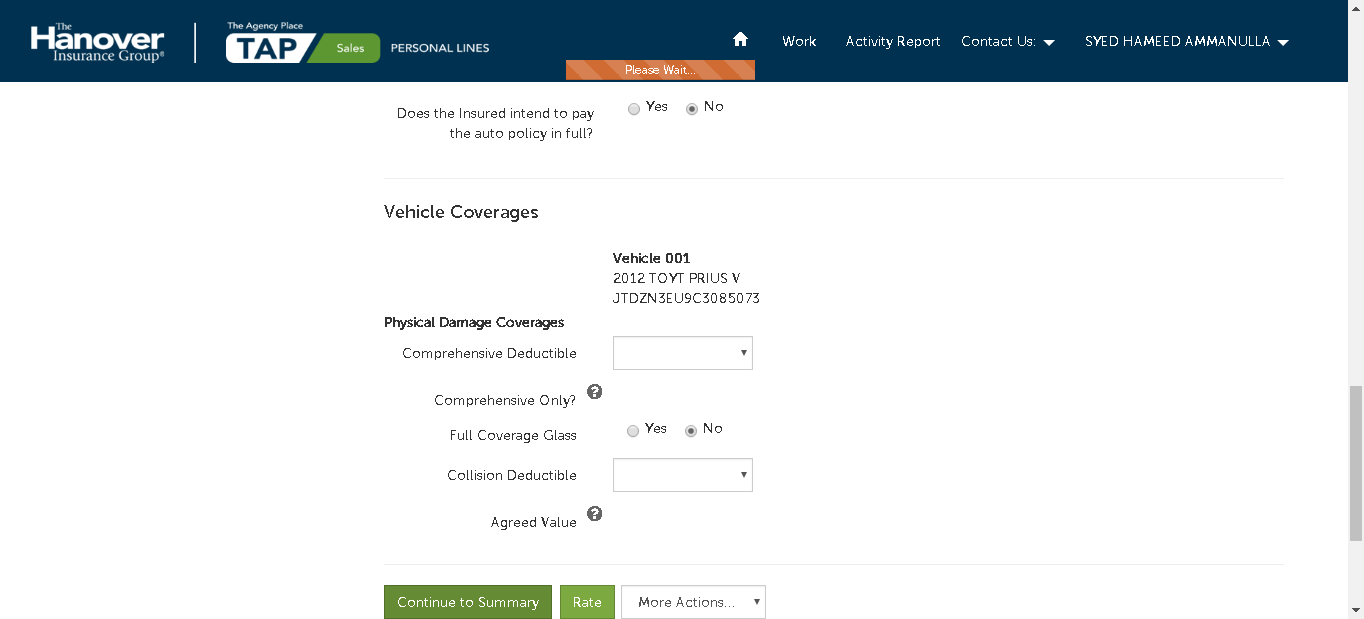 The
Hanover
Insurance Group®
The Agency Place
TAP Sales PERSONAL LINES
Work Activity Report Contact Us: SYED HAMEED AMMANULLA
Please Wait...
Does the Insured intend to pay
the auto policy in full?
Yes No
Vehicle Coverages
Vehicle 001
2012 TOYT PRIUS V
JTDZN3EU9C3085073
Physical Damage Coverages
Comprehensive Deductible
Comprehensive Only? ?
Full Coverage Glass Yes No
Collision Deductible
Agreed Value ?
Continue to Summary Rate More Actions...